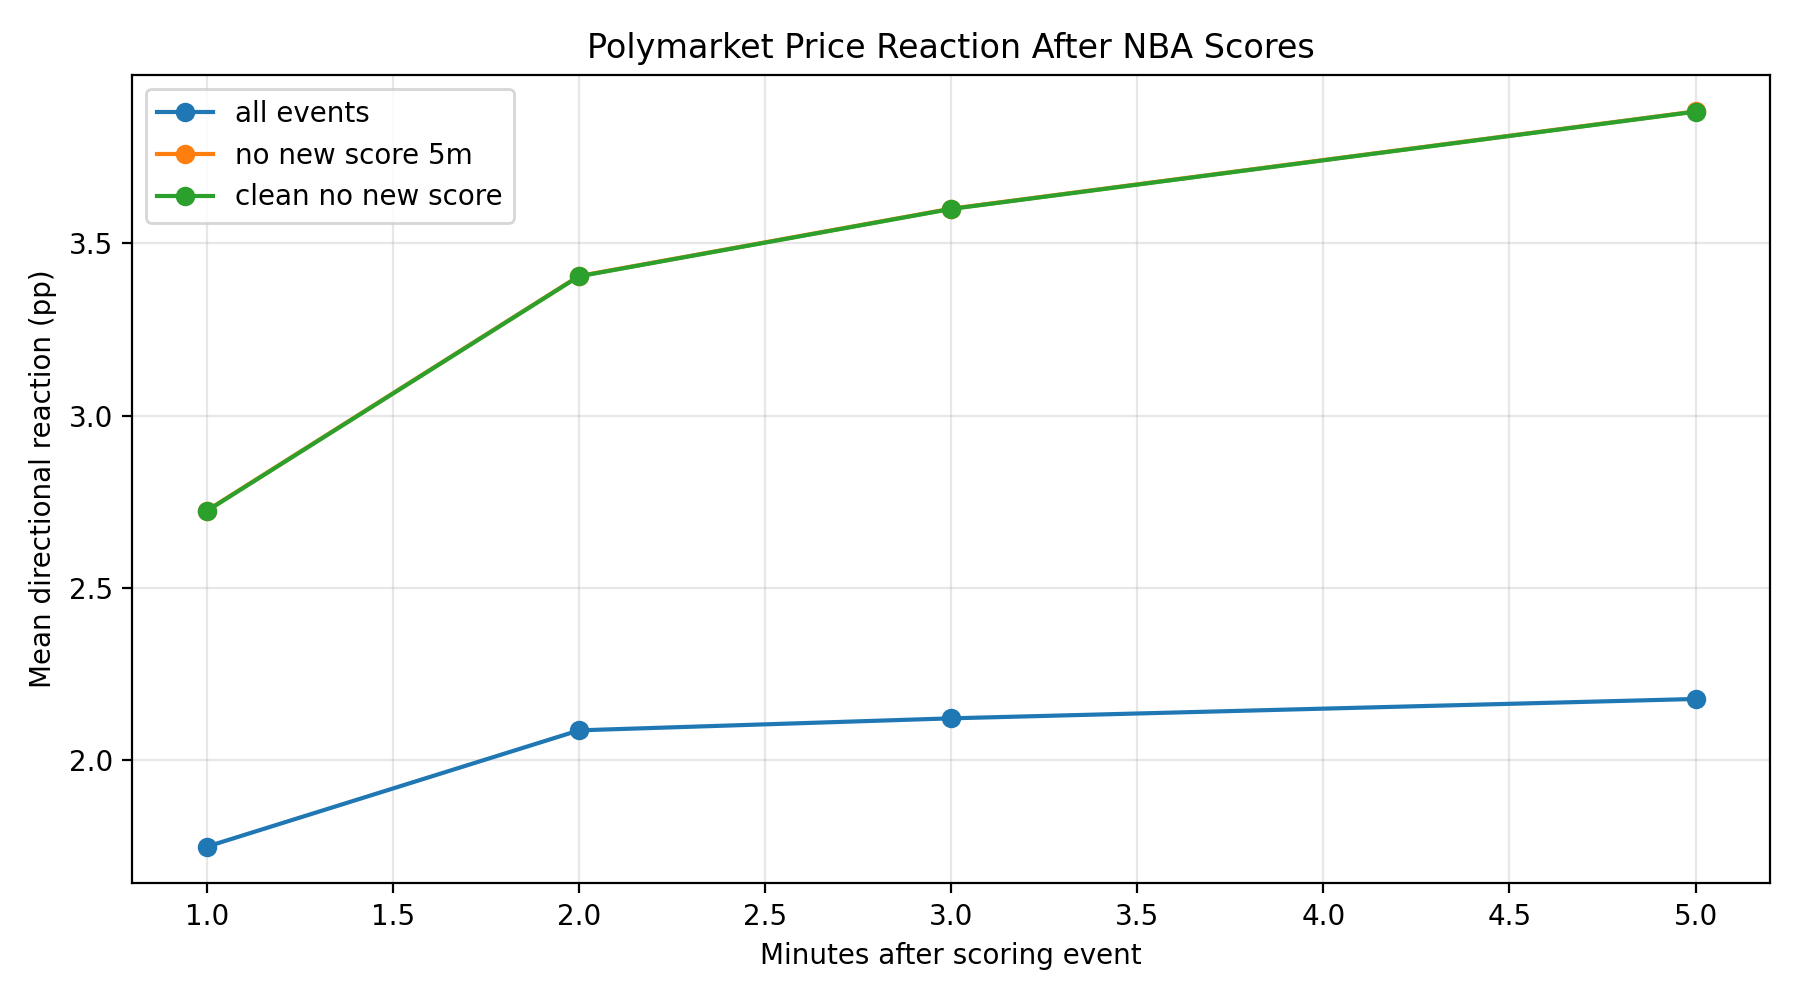 Polymarket Price Reaction After NBA Scores
all events
no new score 5m
clean no new score
Mean directional reaction (pp)
3.5
3.0
2.5
2.0
1.0 1.5 2.0 2.5 3.0 3.5 4.0 4.5 5.0
Minutes after scoring event